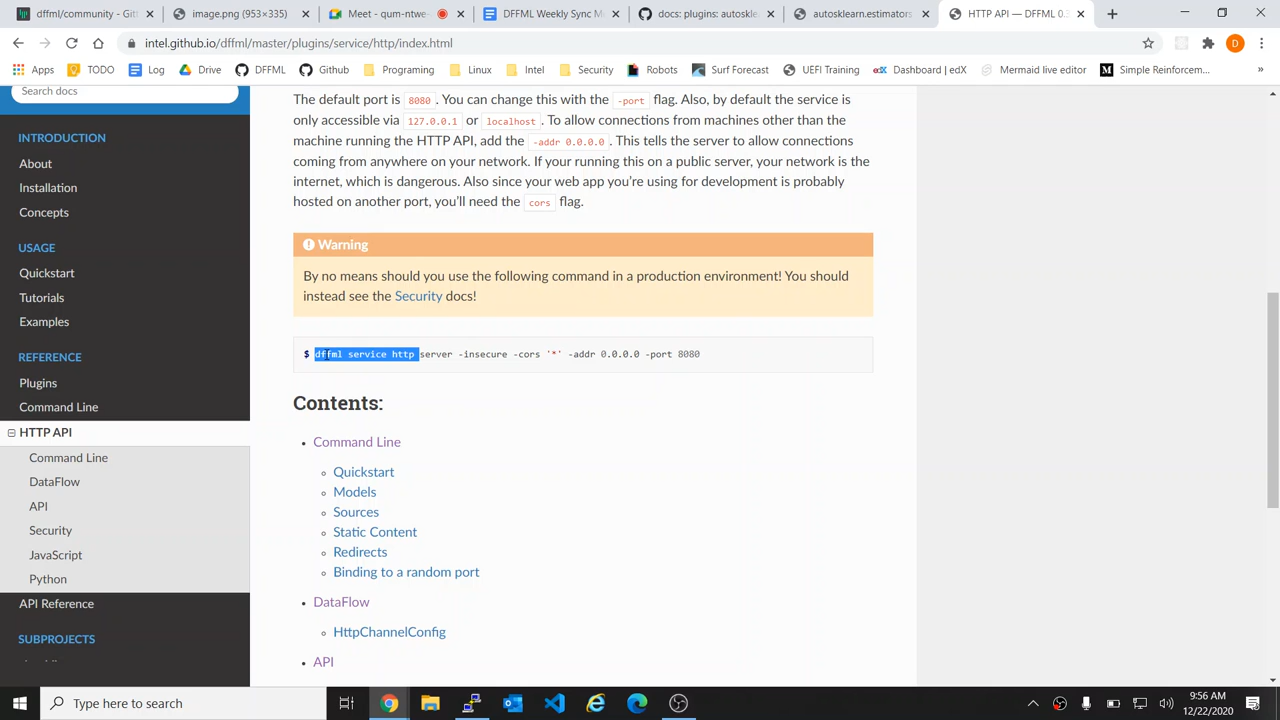 dffml/community - Gitt
image.png (953×335)
Meet - qum-ntwe
DFFML Weekly Sync M
docs: plugins: autoskle
autosklearn.estimators
HTTP API — DFFML 0.3
intel.github.io/dffml/master/plugins/service/http/index.html
D
Apps
TODO
Log
Drive
DFFML
Github
Programing
Linux
Intel
Security
Robots
Surf Forecast
UEFI Training
Dashboard | edX
Mermaid live editor
Simple Reinforcem...
»
Search docs
INTRODUCTION
About
Installation
Concepts
USAGE
Quickstart
Tutorials
Examples
REFERENCE
Plugins
Command Line
HTTP API
Command Line
DataFlow
API
Security
JavaScript
Python
API Reference
SUBPROJECTS
The default port is 8080. You can change this with the -port flag. Also, by default the service is
only accessible via 127.0.0.1 or localhost. To allow connections from machines other than the
machine running the HTTP API, add the -addr 0.0.0.0. This tells the server to allow connections
coming from anywhere on your network. If your running this on a public server, your network is the
internet, which is dangerous. Also since your web app you're using for development is probably
hosted on another port, you'll need the cors flag.
Warning
By no means should you use the following command in a production environment! You should
instead see the Security docs!
$ dffml service http server -insecure -cors '*' -addr 0.0.0.0 -port 8080
Contents:
Command Line
Quickstart
Models
Sources
Static Content
Redirects
Binding to a random port
DataFlow
HttpChannelConfig
API
Type here to search
9:56 AM
12/22/2020